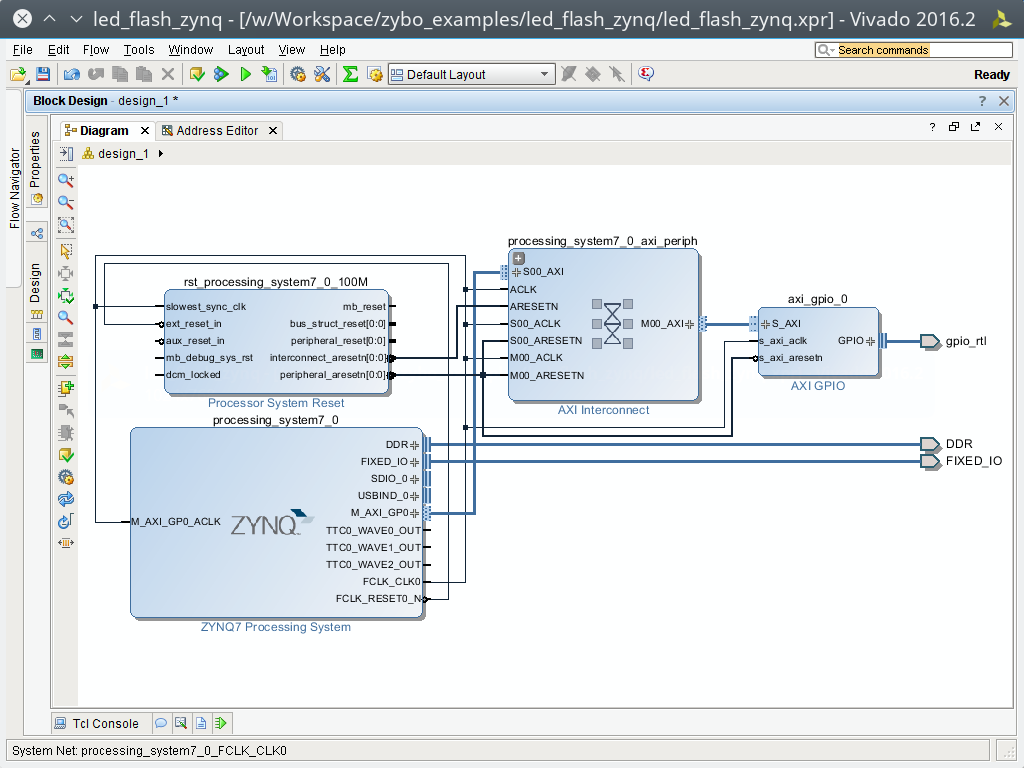 led_flash_zynq - [/w/Workspace/zybo_examples/led_flash_zynq/led_flash_zynq.xpr] - Vivado 2016.2
File Edit Flow Tools Window Layout View Help
Search commands
Default Layout
Ready
Block Design - design_1 *
Flow Navigator
Properties
Design
Diagram
Address Editor
design_1
rst_processing_system7_0_100M
slowest_sync_clk
ext_reset_in
aux_reset_in
mb_debug_sys_rst
dcm_locked
mb_reset
bus_struct_reset[0:0]
peripheral_reset[0:0]
interconnect_aresetn[0:0]
peripheral_aresetn[0:0]
Processor System Reset
processing_system7_0_axi_periph
S00_AXI
ACLK
ARESETN
S00_ACLK
S00_ARESETN
M00_ACLK
M00_ARESETN
M00_AXI
AXI Interconnect
axi_gpio_0
S_AXI
s_axi_aclk
s_axi_aresetn
GPIO
AXI GPIO
gpio_rtl
DDR
FIXED_IO
processing_system7_0
M_AXI_GP0_ACLK
ZYNQ
DDR
FIXED_IO
SDIO_0
USBIND_0
M_AXI_GP0
TTC0_WAVE0_OUT
TTC0_WAVE1_OUT
TTC0_WAVE2_OUT
FCLK_CLK0
FCLK_RESET0_N
ZYNQ7 Processing System
Tcl Console
System Net: processing_system7_0_FCLK_CLK0